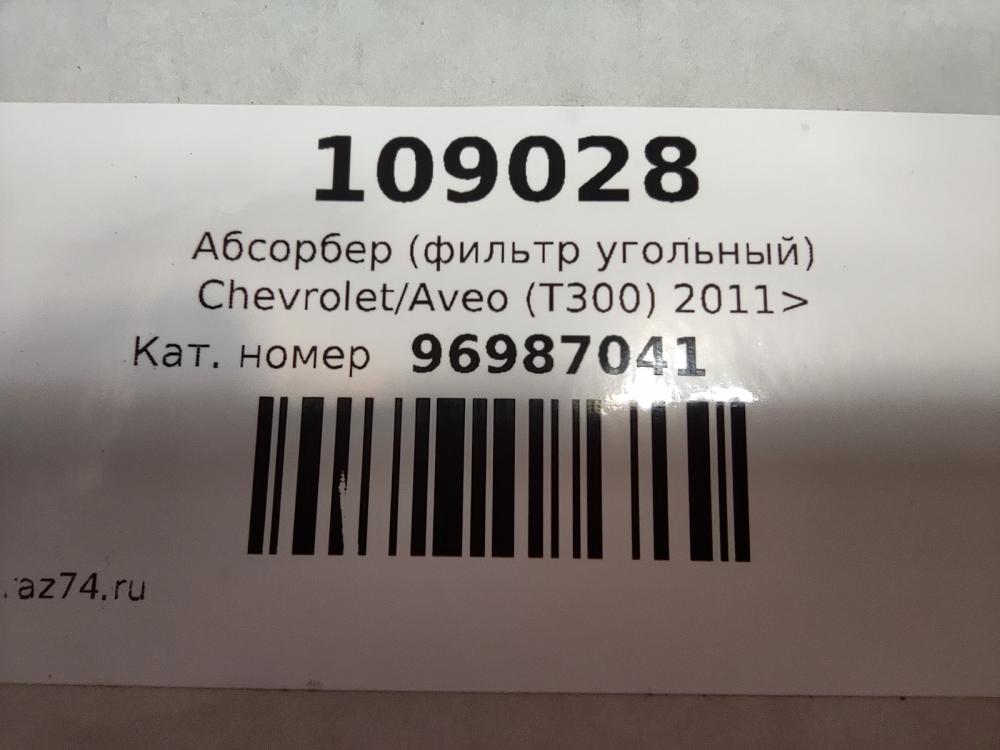 109028
Абсорбер (фильтр угольный)
Chevrolet/Aveo (T300) 2011>
Кат. номер 96987041
.az74.ru